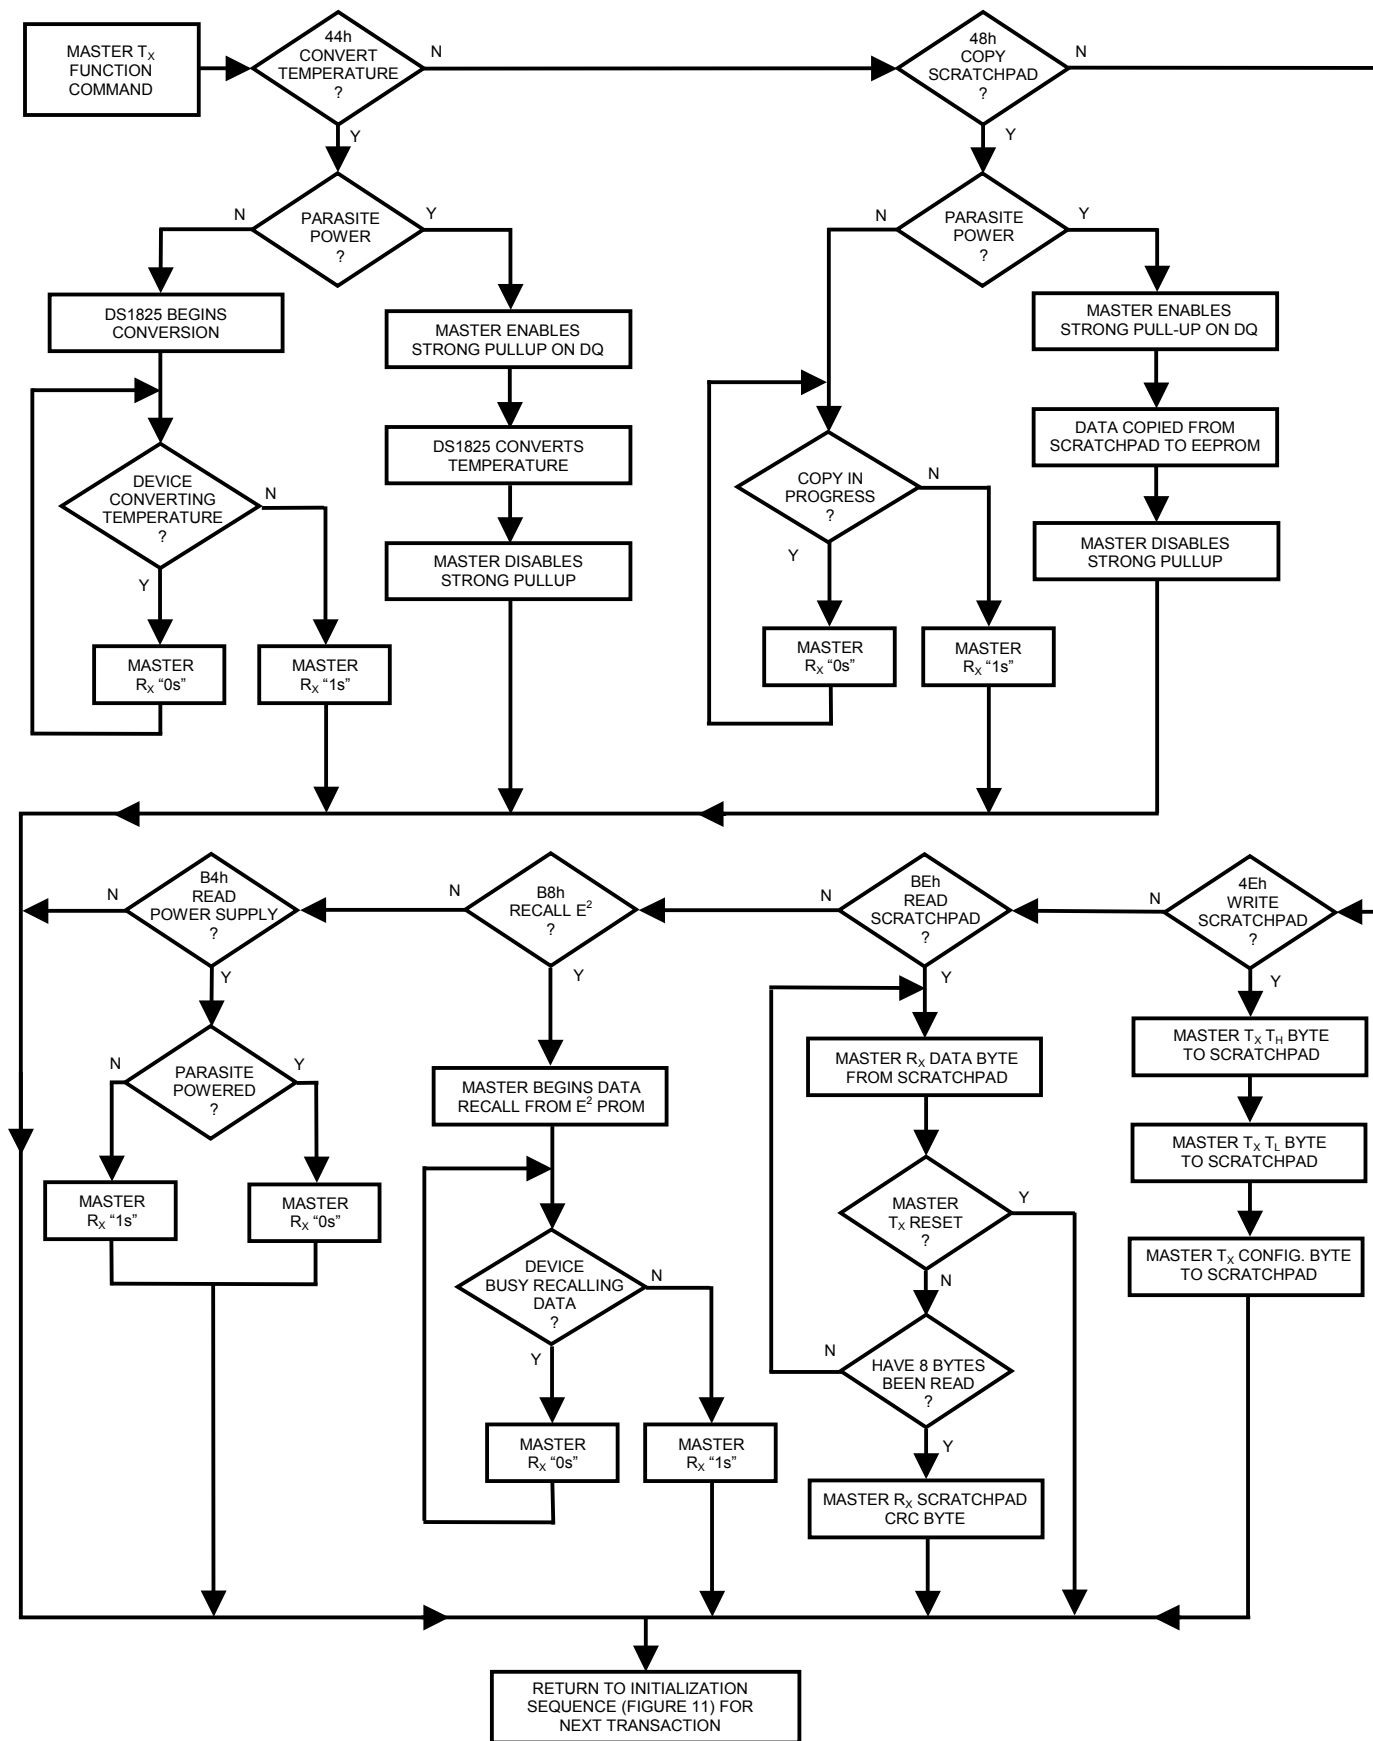 MASTER TX
FUNCTION
COMMAND
44h
CONVERT
TEMPERATURE
?
N
Y
48h
COPY
SCRATCHPAD
?
N
Y
PARASITE
POWER
?
N
Y
PARASITE
POWER
?
N
Y
DS1825 BEGINS
CONVERSION
MASTER ENABLES
STRONG PULLUP ON DQ
MASTER ENABLES
STRONG PULL-UP ON DQ
DEVICE
CONVERTING
TEMPERATURE
?
N
Y
DS1825 CONVERTS
TEMPERATURE
COPY IN
PROGRESS
?
N
Y
DATA COPIED FROM
SCRATCHPAD TO EEPROM
MASTER DISABLES
STRONG PULLUP
MASTER DISABLES
STRONG PULLUP
MASTER
RX “0s”
MASTER
RX “1s”
MASTER
RX “0s”
MASTER
RX “1s”
B4h
READ
POWER SUPPLY
?
N
Y
B8h
RECALL E2
?
N
Y
BEh
READ
SCRATCHPAD
?
N
Y
4Eh
WRITE
SCRATCHPAD
?
N
Y
PARASITE
POWERED
?
N
Y
MASTER
RX “1s”
MASTER
RX “0s”
MASTER BEGINS DATA
RECALL FROM E2 PROM
DEVICE
BUSY RECALLING
DATA
?
N
Y
MASTER
RX “0s”
MASTER
RX “1s”
MASTER RX DATA BYTE
FROM SCRATCHPAD
MASTER
TX RESET
?
Y
N
HAVE 8 BYTES
BEEN READ
?
N
Y
MASTER RX SCRATCHPAD
CRC BYTE
MASTER TX TH BYTE
TO SCRATCHPAD
MASTER TX TL BYTE
TO SCRATCHPAD
MASTER TX CONFIG. BYTE
TO SCRATCHPAD
RETURN TO INITIALIZATION
SEQUENCE (FIGURE 11) FOR
NEXT TRANSACTION